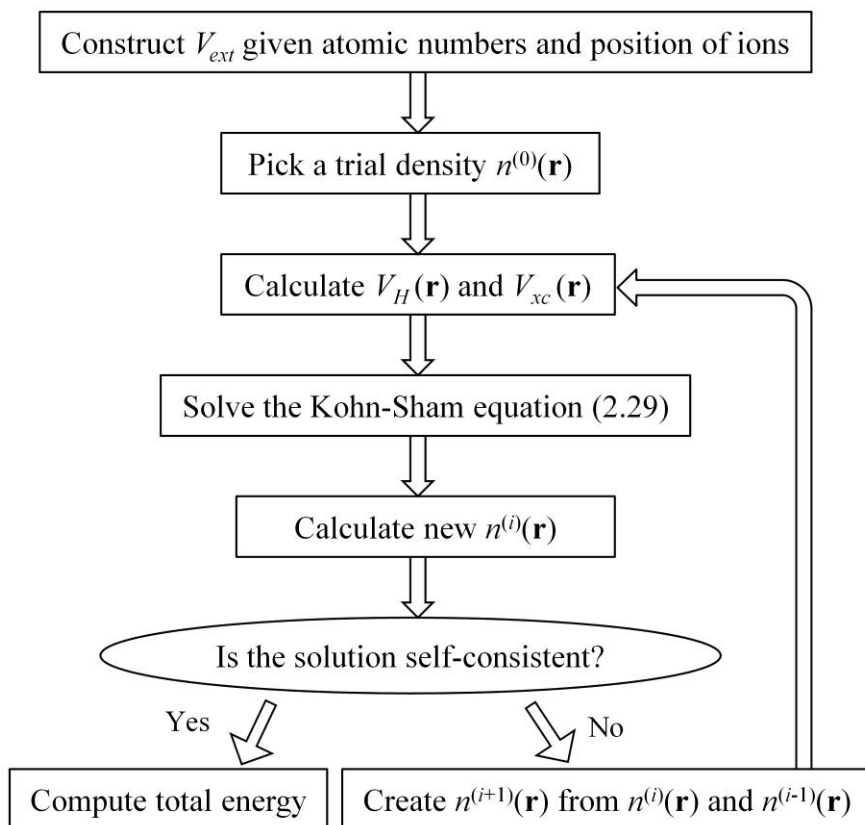 Construct V_ext given atomic numbers and position of ions
Pick a trial density n^(0)(r)
Calculate V_H(r) and V_xc(r)
Solve the Kohn-Sham equation (2.29)
Calculate new n^(i)(r)
Is the solution self-consistent?
Yes
No
Compute total energy
Create n^(i+1)(r) from n^(i)(r) and n^(i-1)(r)